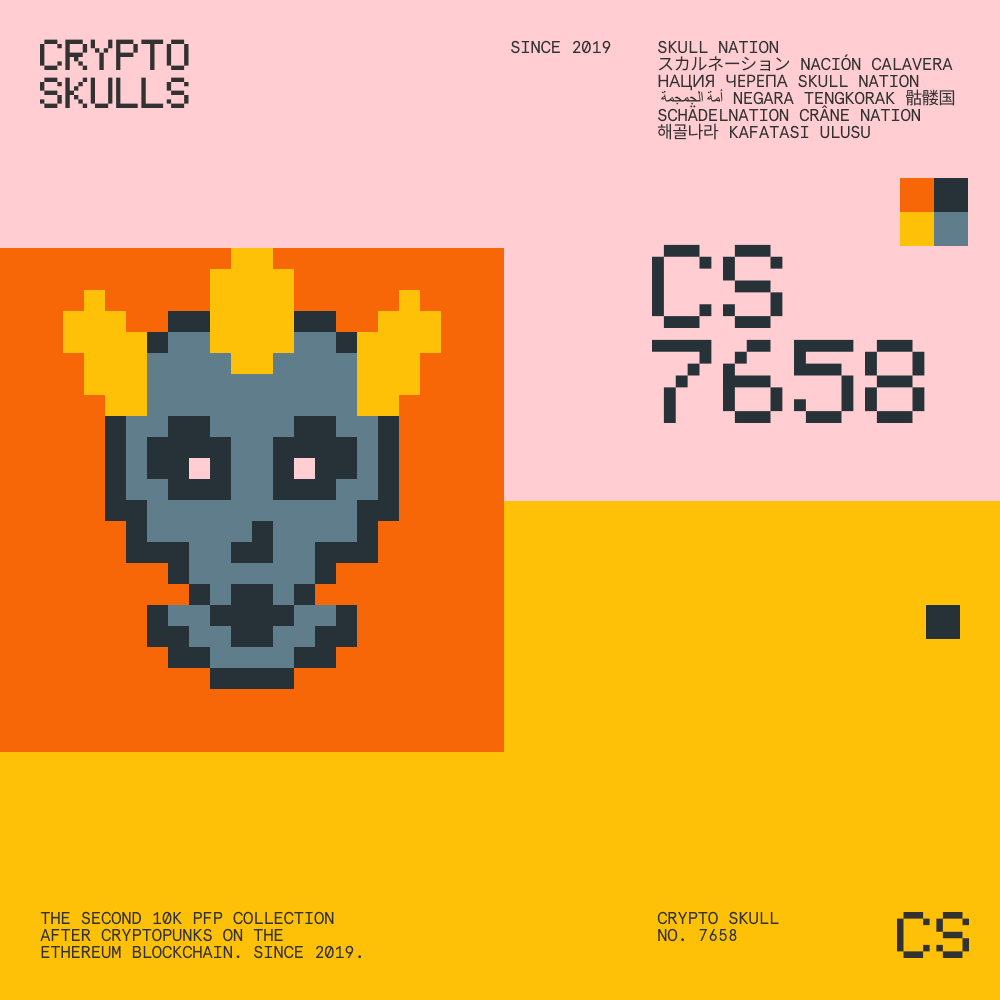 CRYPTO
SKULLS
SINCE 2019
SKULL NATION
スカルネーション NACIÓN CALAVERA
НАЦИЯ ЧЕРЕПА SKULL NATION
أمة الجمجمة NEGARA TENGKORAK 骷髅国
SCHÄDELNATION CRÂNE NATION
해골나라 KAFATASI ULUSU
CS
7658
THE SECOND 10K PFP COLLECTION
AFTER CRYPTOPUNKS ON THE
ETHEREUM BLOCKCHAIN. SINCE 2019.
CRYPTO SKULL
NO. 7658
CS